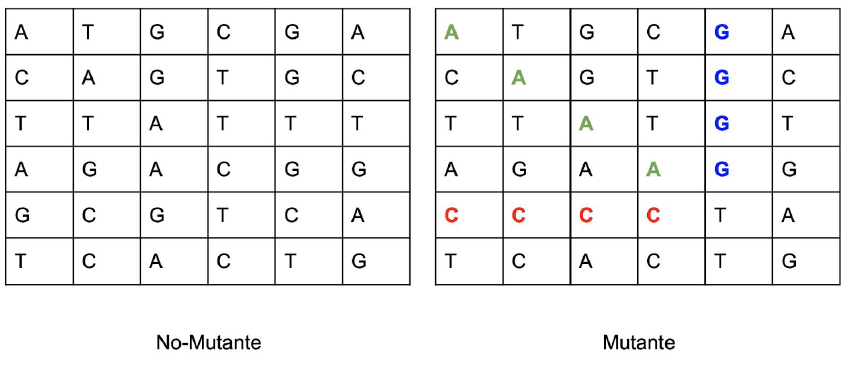 A T G C G A
C A G T G C
T T A T T T
A G A C G G
G C G T C A
T C A C T G
No-Mutante
A T G C G A
C A G T G C
T T A T G T
A G A A G G
C C C C T A
T C A C T G
Mutante